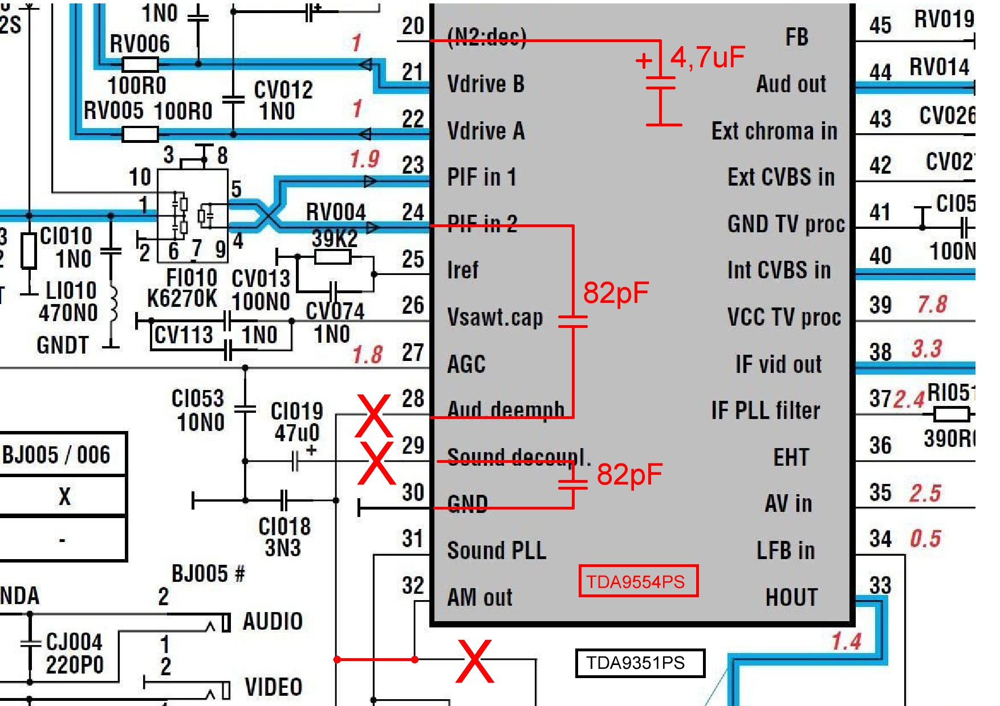 2S
1N0
RV006
100R0
RV005 100R0
CV012
1N0
1
1
1.9
1.8
20
21
22
23
24
25
26
27
28
29
30
31
32
(N2:dec)
Vdrive B
Vdrive A
PIF in 1
PIF in 2
Iref
Vsawt.cap
AGC
Aud.deemph
Sound decoupl.
GND
Sound PLL
AM out
+ 4,7uF
82pF
82pF
TDA9554PS
TDA9351PS
FB
Aud out
Ext chroma in
Ext CVBS in
GND TV proc
Int CVBS in
VCC TV proc
IF vid out
IF PLL filter
EHT
AV in
LFB in
HOUT
45
44
43
42
41
40
39
38
37
36
35
34
33
RV019
RV014
CV026
CV027
CI05
100N
7.8
3.3
2.4
RI051
390R0
2.5
0.5
1.4
3
8
10
1
2
6
7
9
5
4
FI010
K6270K
CI010
1N0
LI010
470N0
GNDT
RV004
39K2
CV013
100N0
CV074
1N0
CV113
1N0
CI053
10N0
CI019
47u0
+
CI018
3N3
X
X
X
BJ005 / 006
X
-
BJ005 #
NDA
2
AUDIO
1
CJ004
220P0
2
VIDEO